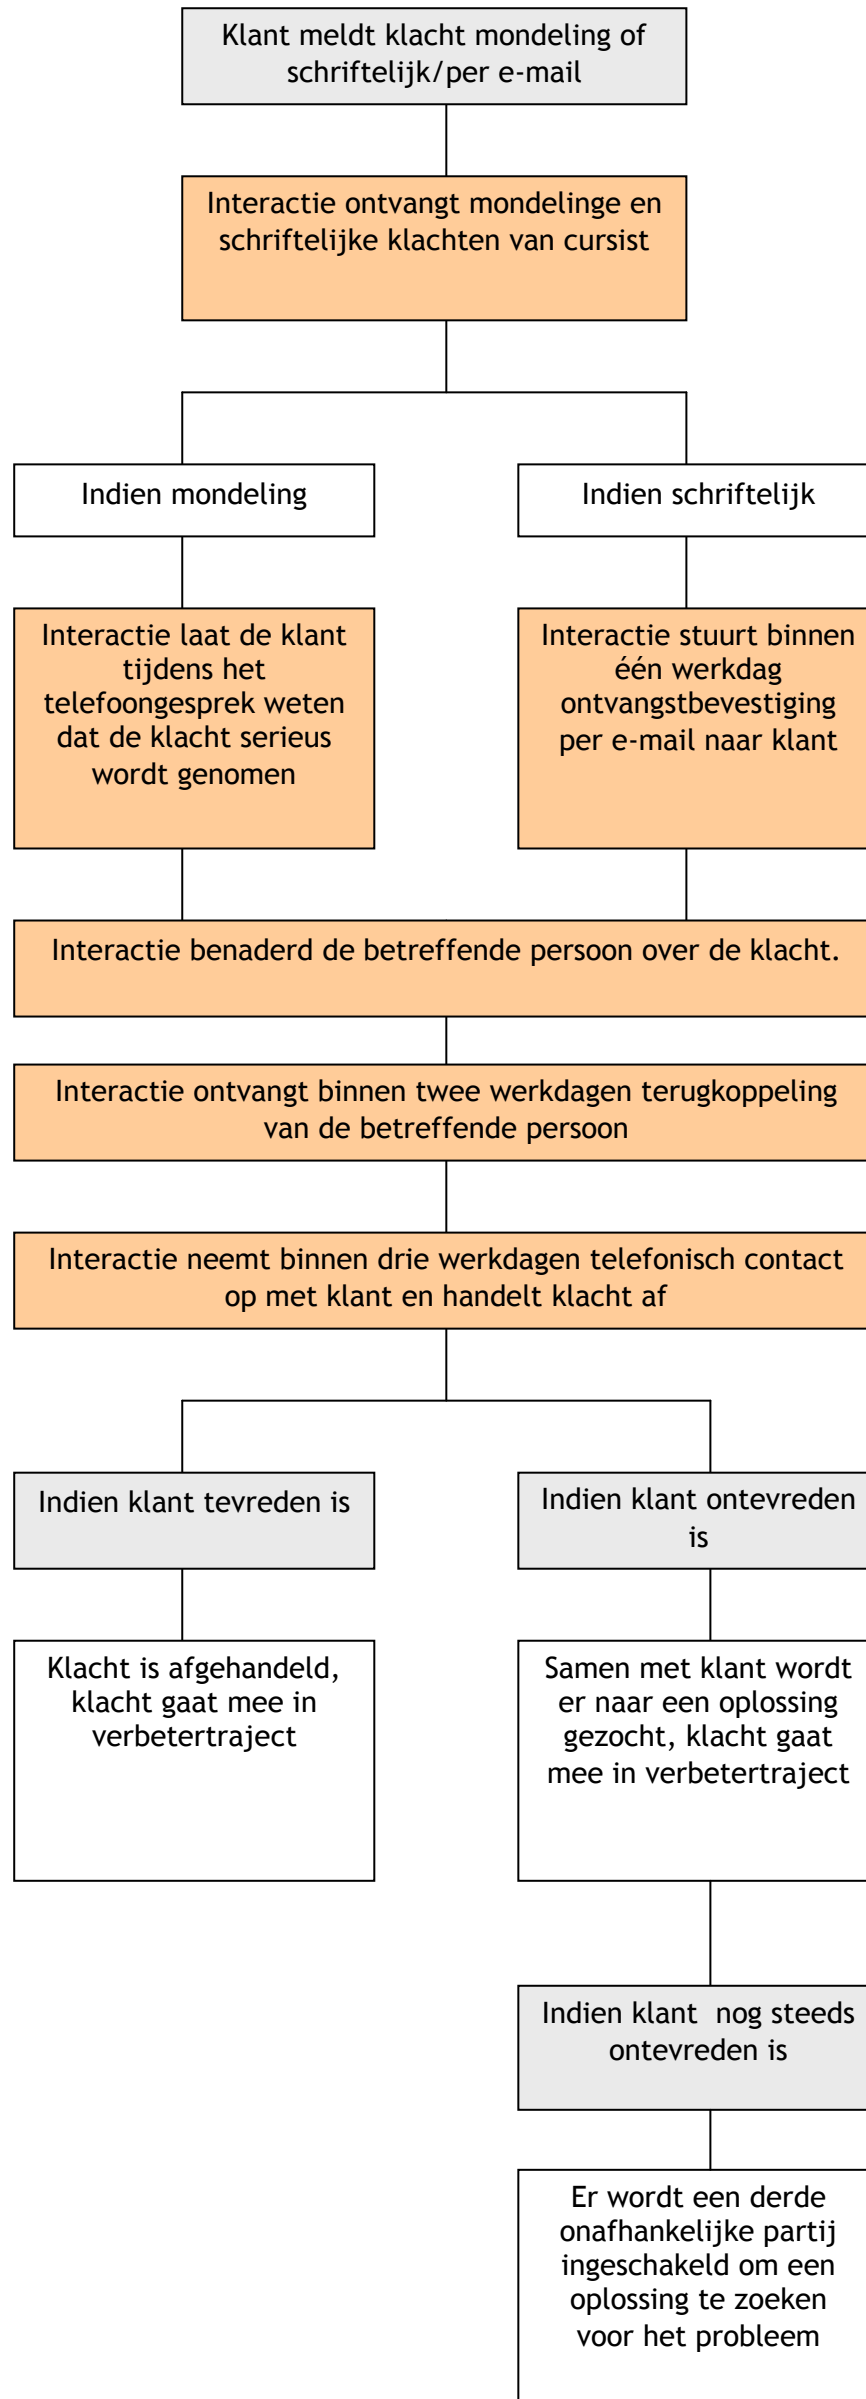 Klant meldt klacht mondeling of
schriftelijk/per e-mail
Interactie ontvangt mondelinge en
schriftelijke klachten van cursist
Indien mondeling
Indien schriftelijk
Interactie laat de klant
tijdens het
telefoongesprek weten
dat de klacht serieus
wordt genomen
Interactie stuurt binnen
één werkdag
ontvangstbevestiging
per e-mail naar klant
Interactie benaderd de betreffende persoon over de klacht.
Interactie ontvangt binnen twee werkdagen terugkoppeling
van de betreffende persoon
Interactie neemt binnen drie werkdagen telefonisch contact
op met klant en handelt klacht af
Indien klant tevreden is
Indien klant ontevreden
is
Klacht is afgehandeld,
klacht gaat mee in
verbetertraject
Samen met klant wordt
er naar een oplossing
gezocht, klacht gaat
mee in verbetertraject
Indien klant nog steeds
ontevreden is
Er wordt een derde
onafhankelijke partij
ingeschakeld om een
oplossing te zoeken
voor het probleem